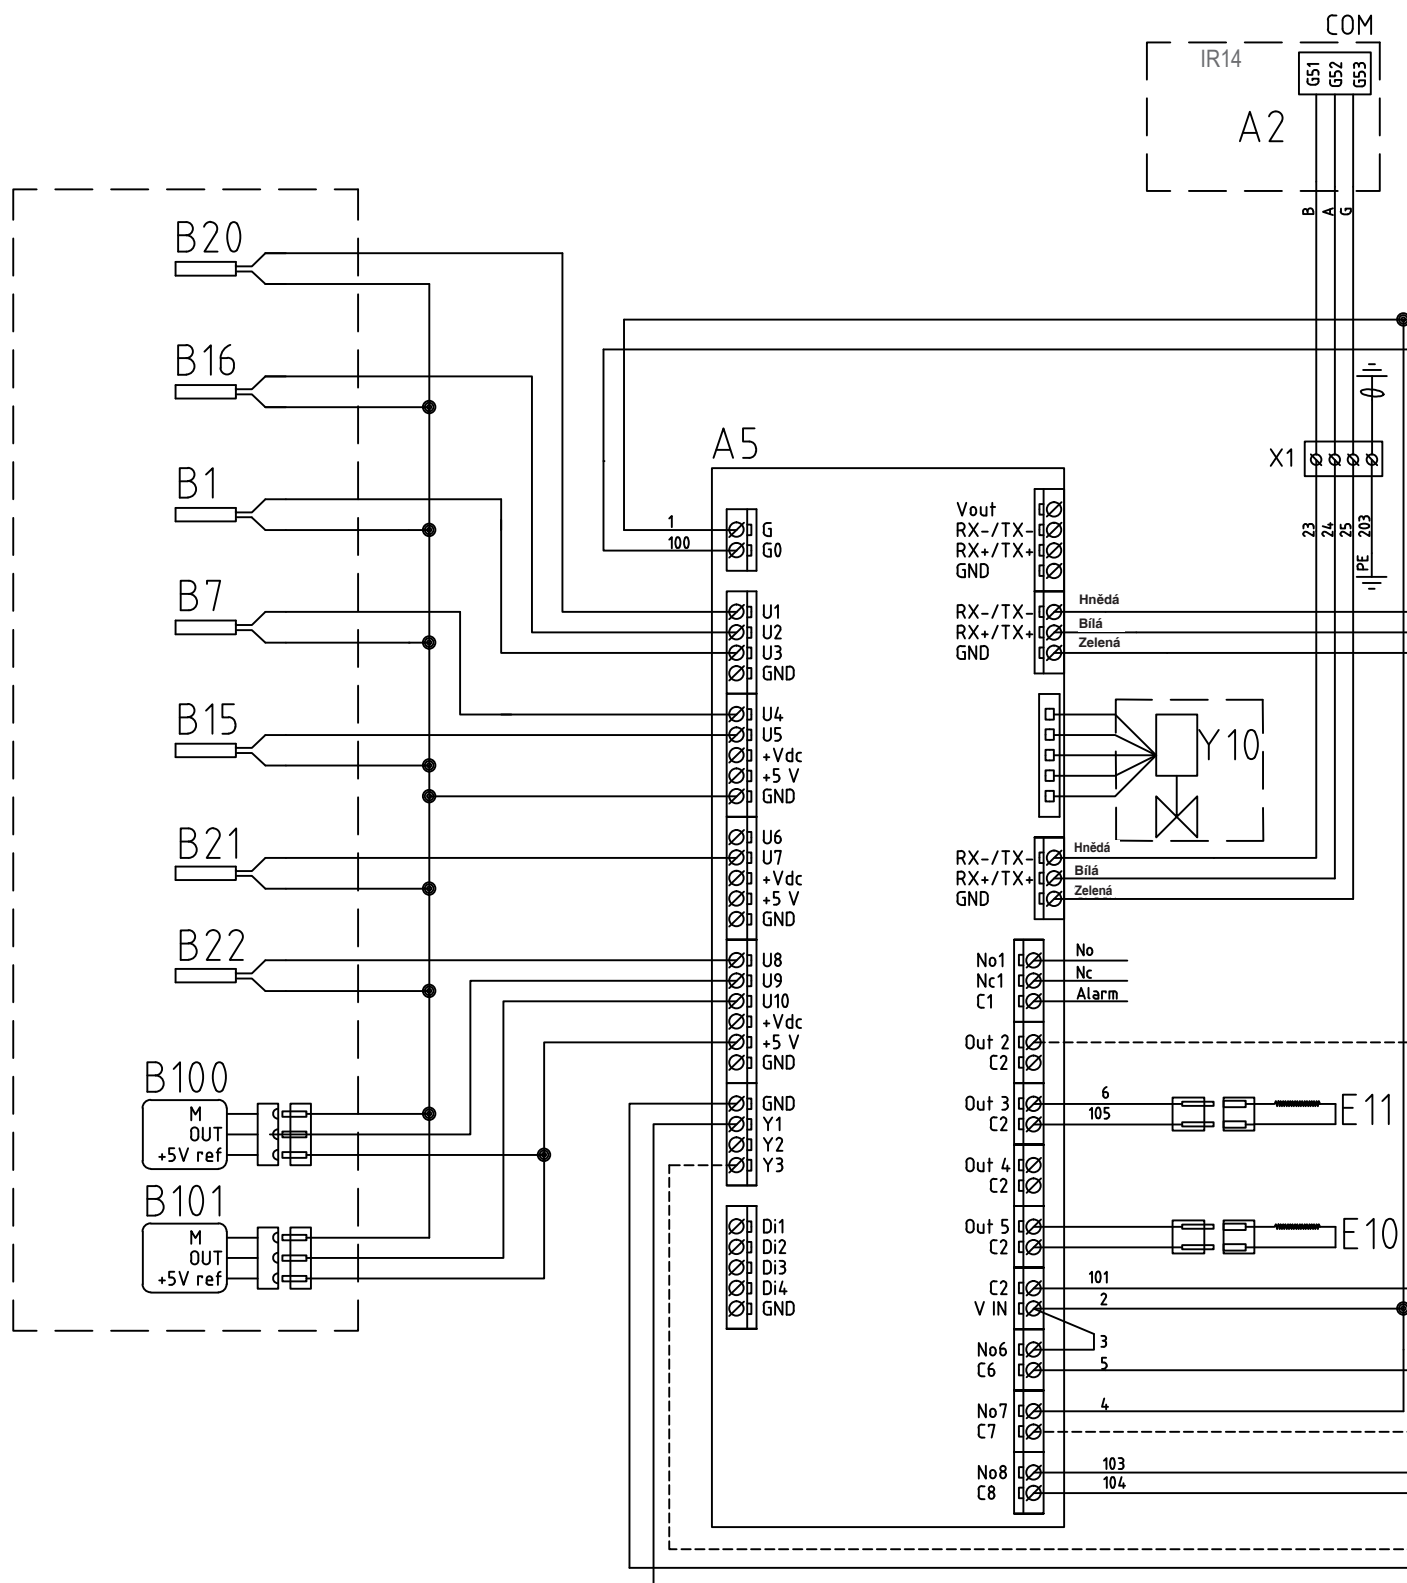 COM
IR14
G51 G52 G53
A2
B A G
B20
B16
B1
B7
B15
B21
B22
B100
M
OUT
+5V ref
B101
M
OUT
+5V ref
A5
1
100
G
G0
U1
U2
U3
GND
U4
U5
+Vdc
+5 V
GND
U6
U7
+Vdc
+5 V
GND
U8
U9
U10
+Vdc
+5 V
GND
GND
Y1
Y2
Y3
Di1
Di2
Di3
Di4
GND
Vout
RX-/TX-
RX+/TX+
GND
RX-/TX- Hnědá
RX+/TX+ Bílá
GND Zelená
X1
23 24 25 203
PE
Y10
RX-/TX- Hnědá
RX+/TX+ Bílá
GND Zelená
No1 No
Nc1 Nc
C1 Alarm
Out 2
C2
Out 3 6
C2 105
E11
Out 4
C2
Out 5
C2
E10
C2 101
V IN 2
No6 3
C6 5
No7 4
C7
No8 103
C8 104